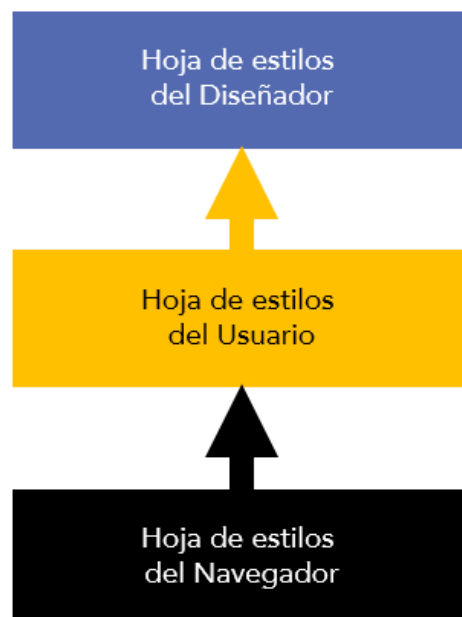 Hoja de estilos
del Diseñador
Hoja de estilos
del Usuario
Hoja de estilos
del Navegador